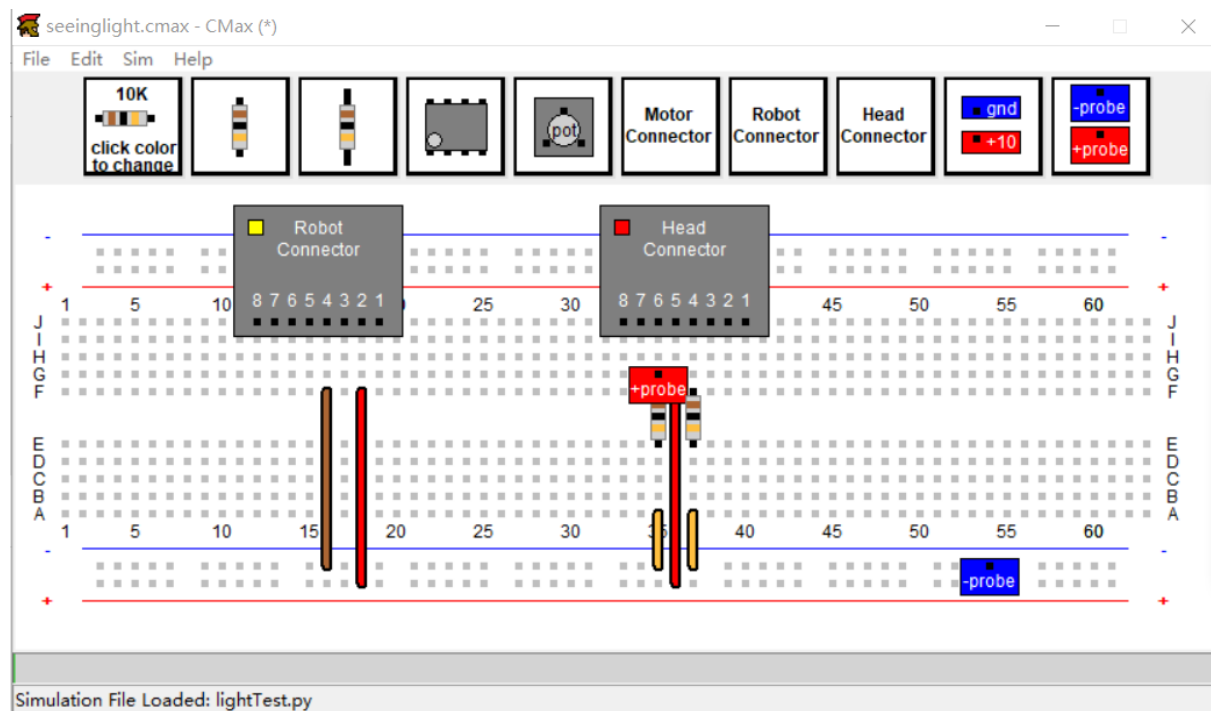 seeinglight.cmax - CMax (*)
File Edit Sim Help
10K
click color
to change
pot
Motor
Connector
Robot
Connector
Head
Connector
gnd
+10
-probe
+probe
Robot
Connector
Head
Connector
- -
+ +
8 7 6 5 4 3 2 1
8 7 6 5 4 3 2 1
1 5 10 25 30 45 50 55 60
J J
I I
H H
G G
F F
+probe
E E
D D
C C
B B
A A
1 5 10 15 20 25 30 35 40 45 50 55 60
- -
-probe
+ +
Simulation File Loaded: lightTest.py